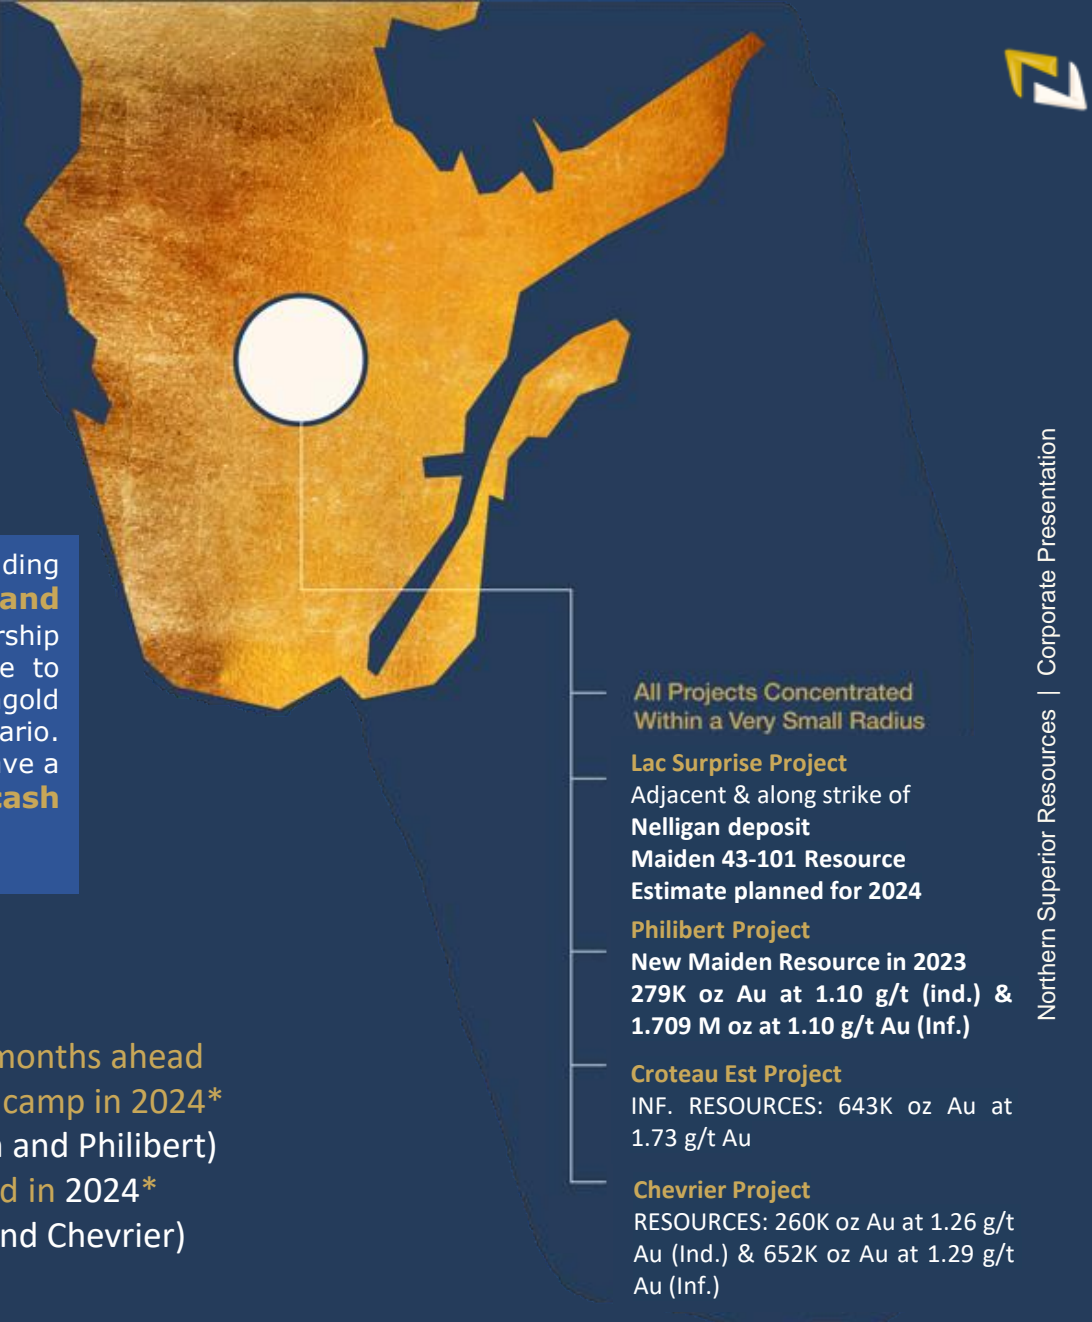 ding
and
rship
e to
gold
ario.
ave a
cash
months ahead
camp in 2024*
and Philibert)
d in 2024*
nd Chevrier)
All Projects Concentrated
Within a Very Small Radius
Lac Surprise Project
Adjacent & along strike of
Nelligan deposit
Maiden 43-101 Resource
Estimate planned for 2024
Philibert Project
New Maiden Resource in 2023
279K oz Au at 1.10 g/t (ind.) &
1.709 M oz at 1.10 g/t Au (Inf.)
Croteau Est Project
INF. RESOURCES: 643K oz Au at
1.73 g/t Au
Chevrier Project
RESOURCES: 260K oz Au at 1.26 g/t
Au (Ind.) & 652K oz Au at 1.29 g/t
Au (Inf.)
Northern Superior Resources | Corporate Presentation